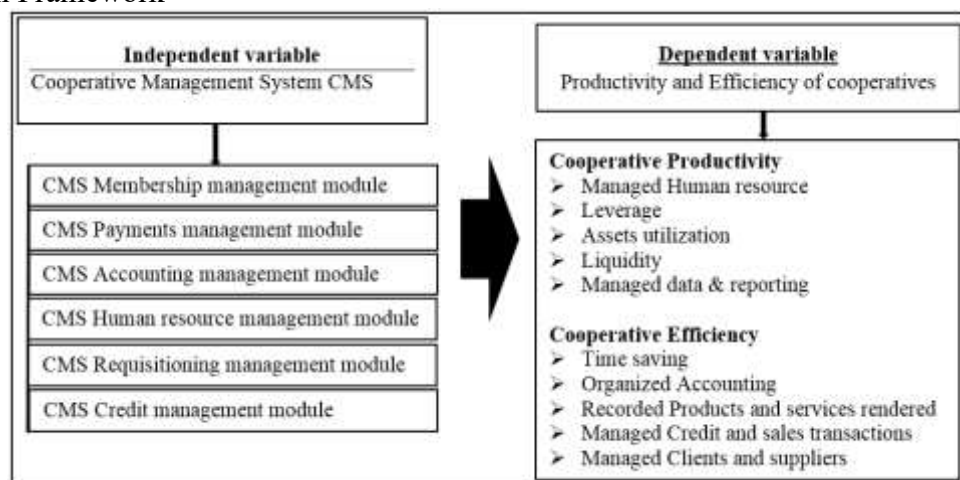 Framework
Independent variable
Cooperative Management System CMS
CMS Membership management module
CMS Payments management module
CMS Accounting management module
CMS Human resource management module
CMS Requisitioning management module
CMS Credit management module
Dependent variable
Productivity and Efficiency of cooperatives
Cooperative Productivity
➢ Managed Human resource
➢ Leverage
➢ Assets utilization
➢ Liquidity
➢ Managed data & reporting
Cooperative Efficiency
➢ Time saving
➢ Organized Accounting
➢ Recorded Products and services rendered
➢ Managed Credit and sales transactions
➢ Managed Clients and suppliers